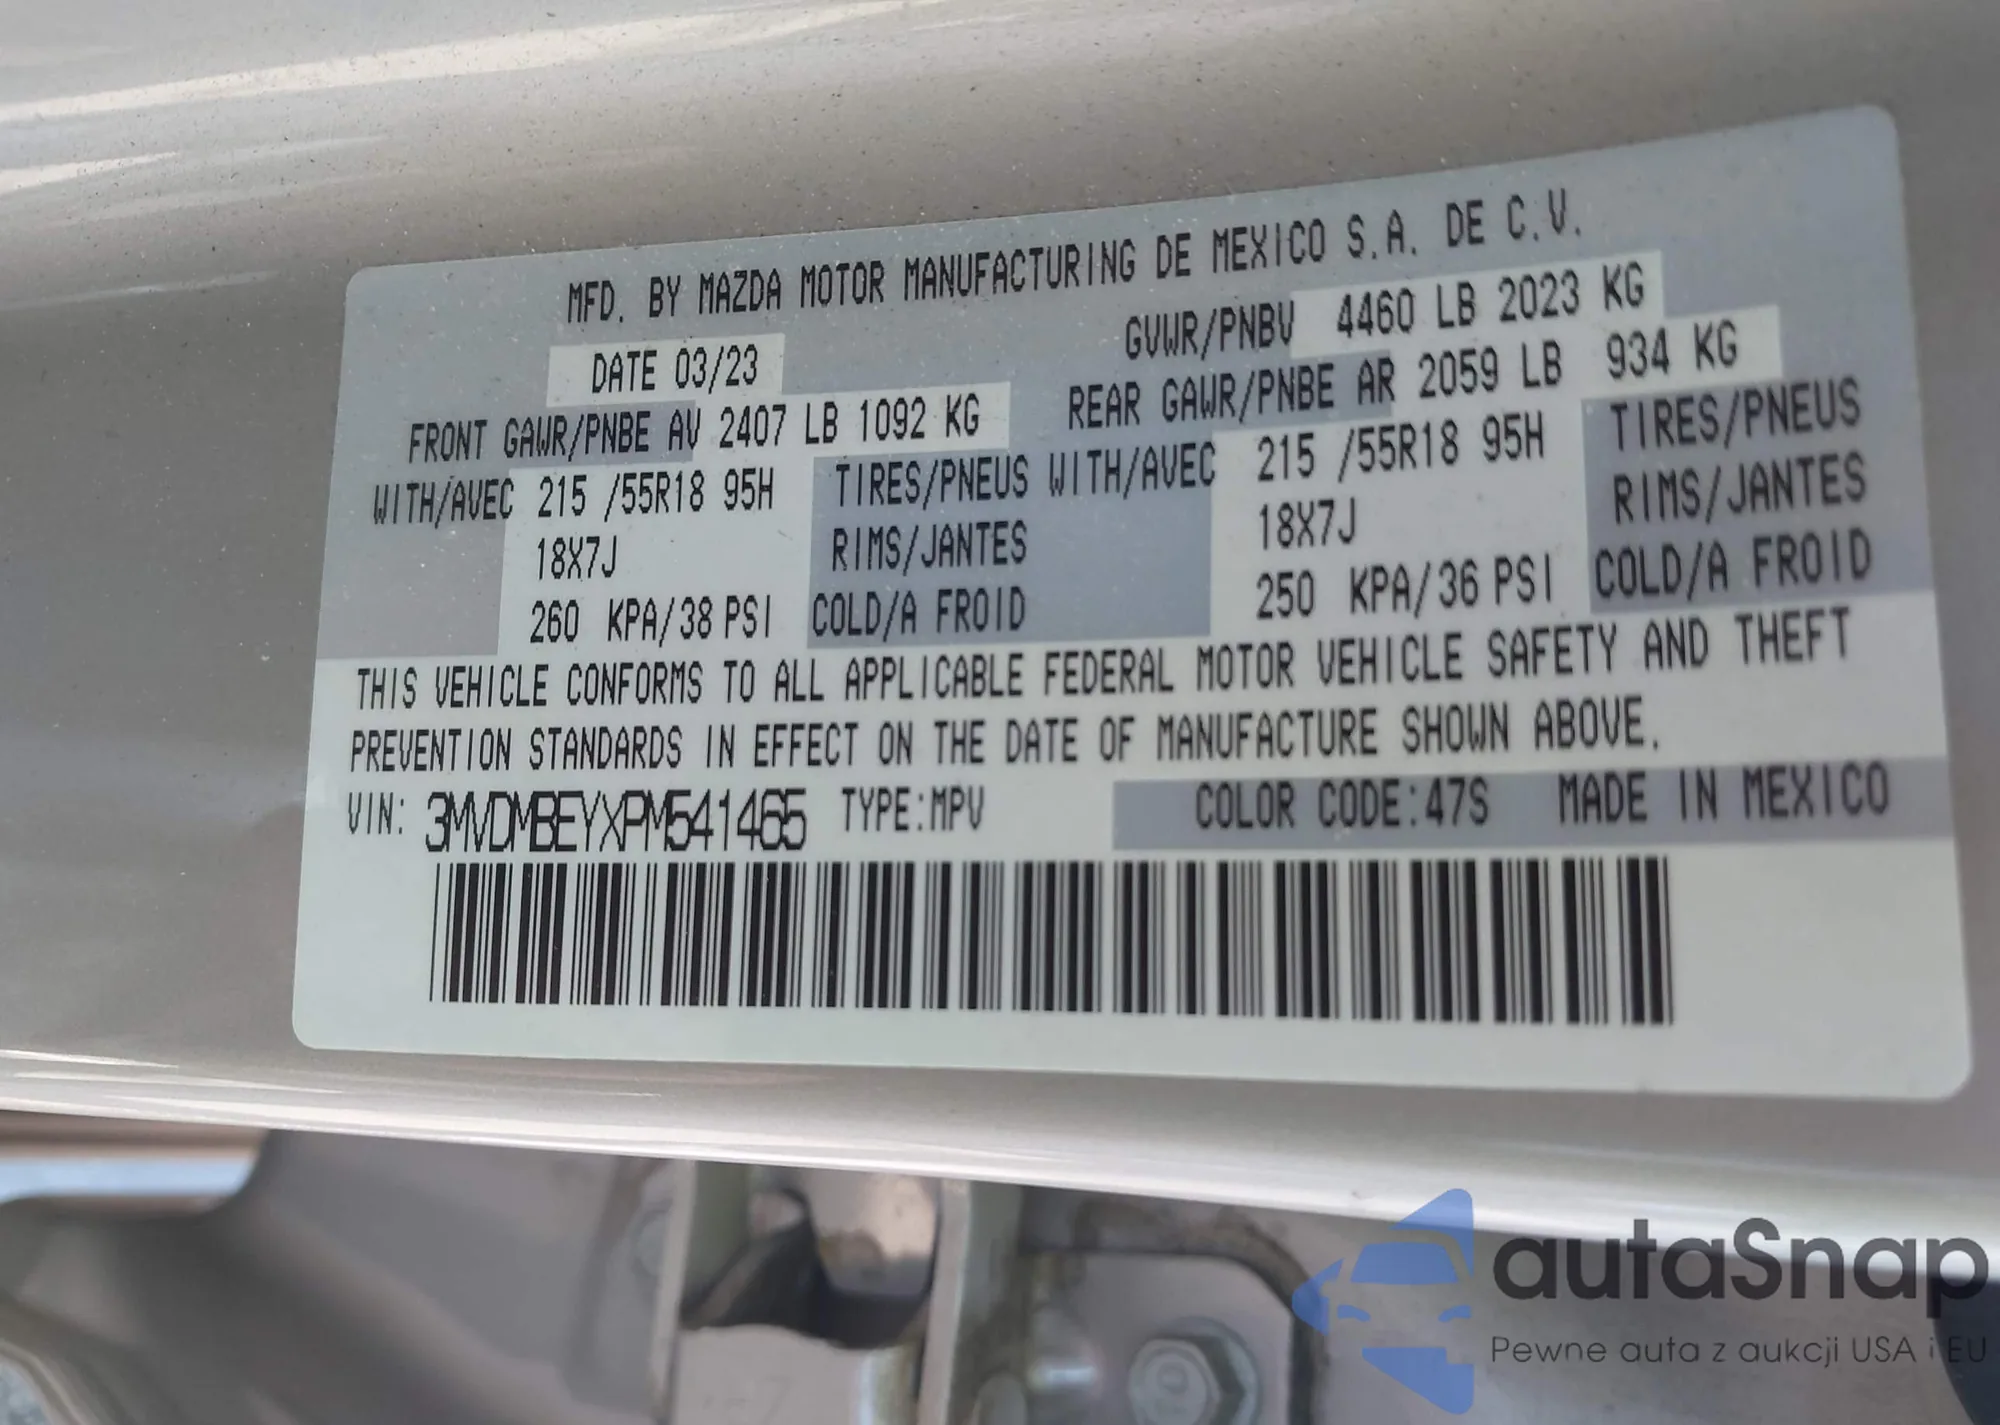 MFD. BY MAZDA MOTOR MANUFACTURING DE MEXICO S.A. DE C.V.
DATE 03/23 GVWR/PNBV 4460 LB 2023 KG
FRONT GAWR/PNBE AV 2407 LB 1092 KG REAR GAWR/PNBE AR 2059 LB 934 KG
WITH/AVEC 215 /55R18 95H TIRES/PNEUS WITH/AVEC 215 /55R18 95H TIRES/PNEUS
18X7J RIMS/JANTES 18X7J RIMS/JANTES
260 KPA/38 PSI COLD/A FROID 250 KPA/36 PSI COLD/A FROID
THIS VEHICLE CONFORMS TO ALL APPLICABLE FEDERAL MOTOR VEHICLE SAFETY AND THEFT
PREVENTION STANDARDS IN EFFECT ON THE DATE OF MANUFACTURE SHOWN ABOVE.
VIN: 3MVDMBEYXPM541465 TYPE:MPV COLOR CODE:47S MADE IN MEXICO
autaSnap
Pewne auta z aukcji USA i EU